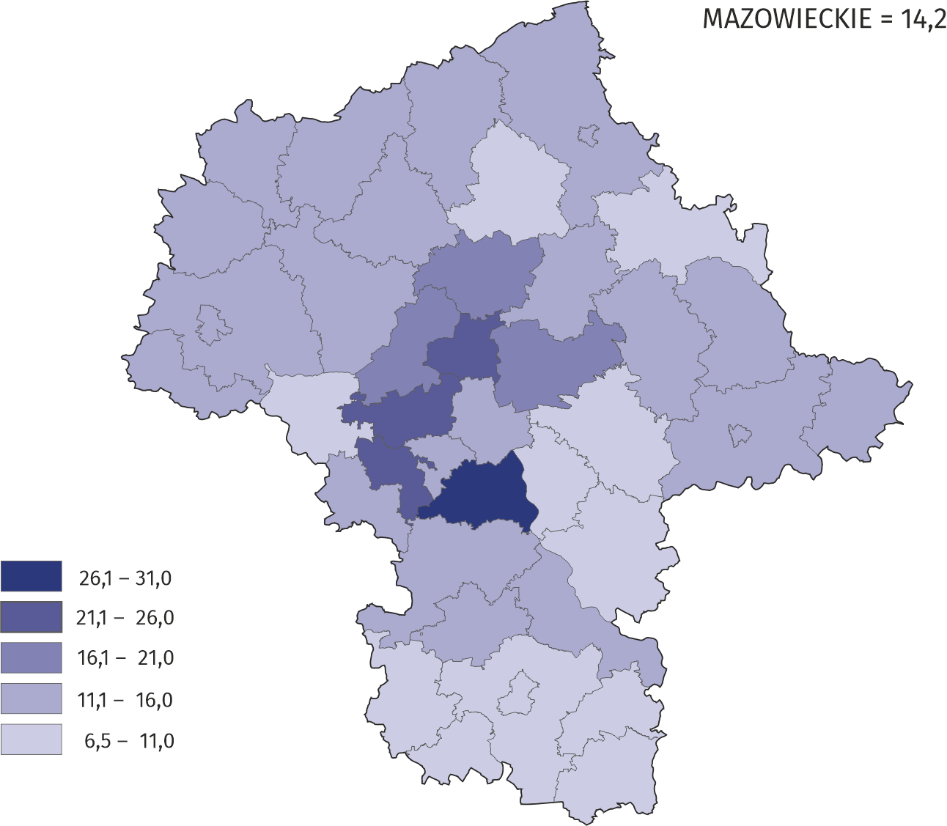 MAZOWIECKIE = 14,2
26,1 – 31,0
21,1 – 26,0
16,1 – 21,0
11,1 – 16,0
6,5 – 11,0